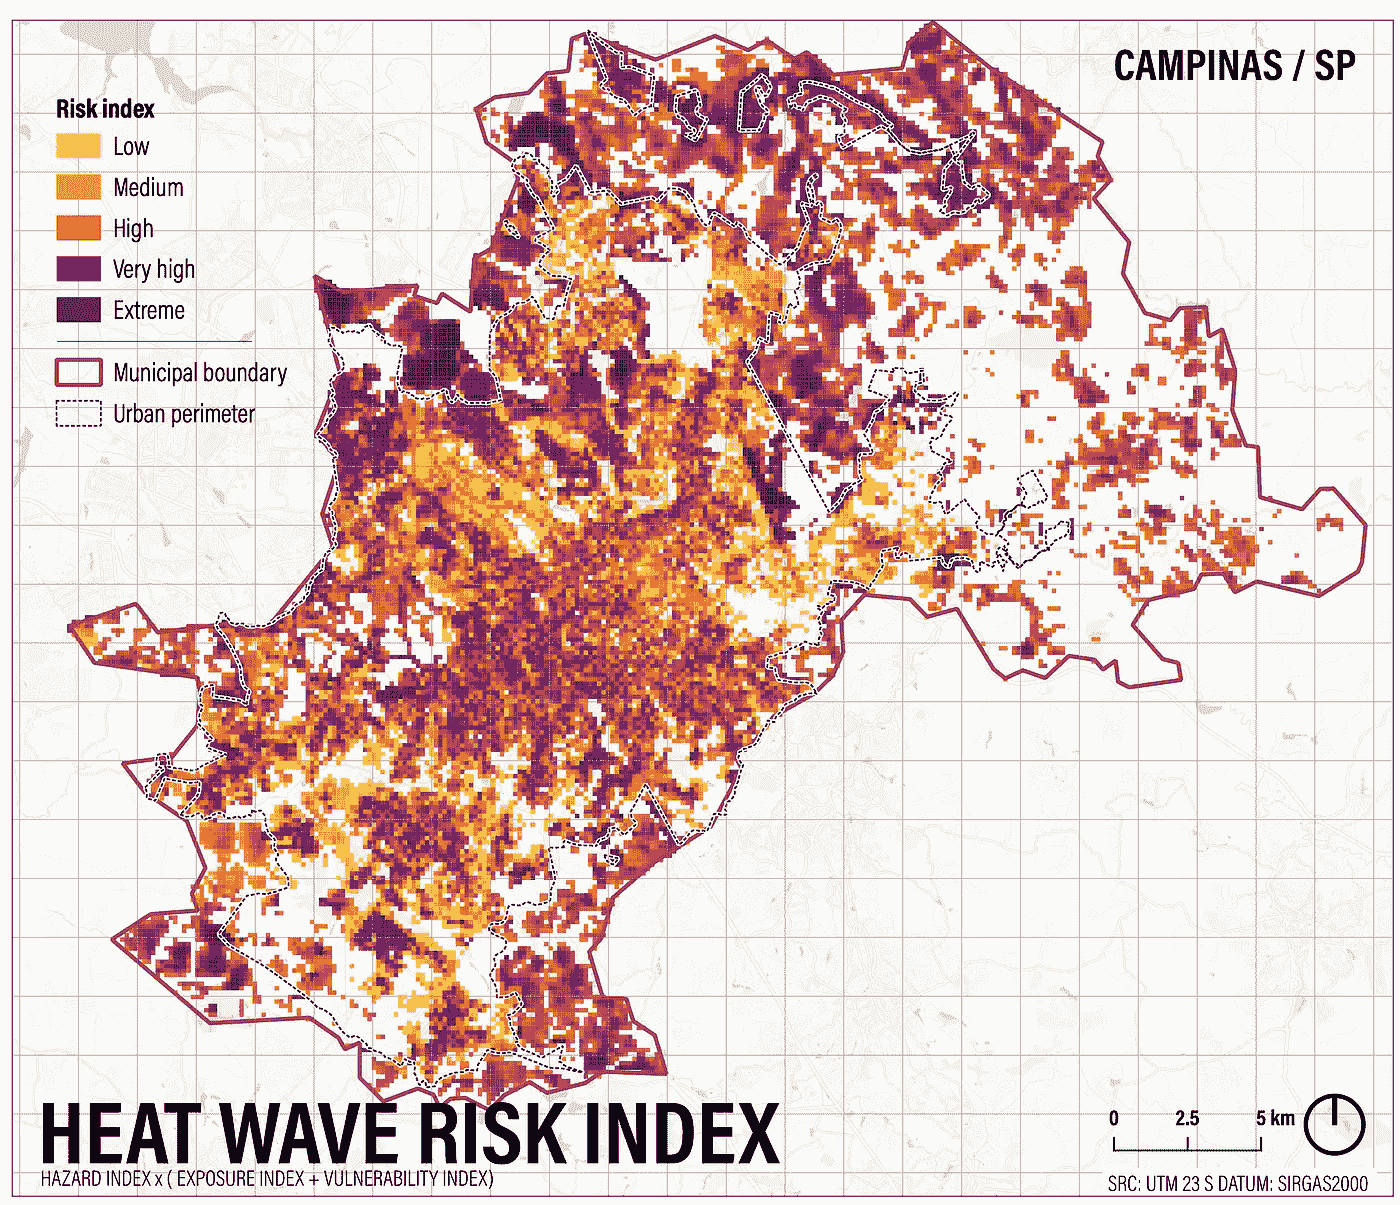 CAMPINAS / SP
Risk index
Low
Medium
High
Very high
Extreme
Municipal boundary
Urban perimeter
HEAT WAVE RISK INDEX
HAZARD INDEX x ( EXPOSURE INDEX + VULNERABILITY INDEX)
0 2.5 5 km
SRC: UTM 23 S DATUM: SIRGAS2000